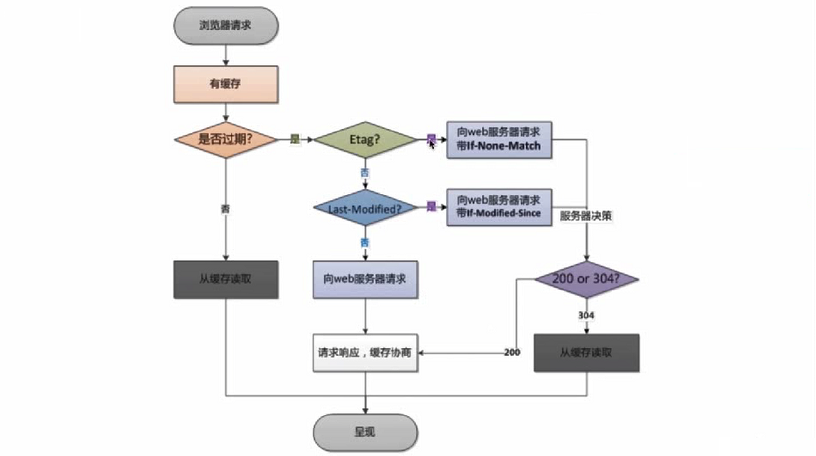 浏览器请求
有缓存
是否过期?
是
Etag?
是
向web服务器请求
带If-None-Match
否
Last-Modified?
是
向web服务器请求
带If-Modified-Since
服务器决策
否
否
从缓存读取
向web服务器请求
200 or 304?
304
请求响应，缓存协商
200
从缓存读取
呈现